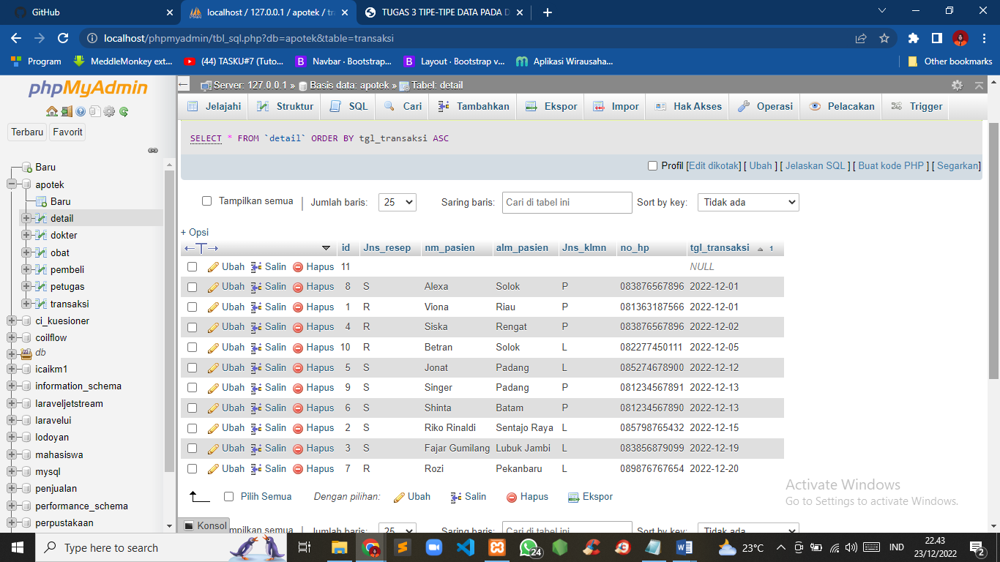 GitHub
localhost / 127.0.0.1 / apotek / tr
TUGAS 3 TIPE-TIPE DATA PADA D
localhost/phpmyadmin/tbl_sql.php?db=apotek&table=transaksi
Program
MeddleMonkey ext...
(44) TASKU#7 (Tuto...
Navbar · Bootstrap...
Layout · Bootstrap v...
Aplikasi Wirausaha...
Other bookmarks
phpMyAdmin
Terbaru Favorit
Baru
apotek
Baru
detail
dokter
obat
pembeli
petugas
transaksi
ci_kuesioner
coilflow
db
icaikm1
information_schema
laraveljetstream
laravelui
lodoyan
mahasiswa
mysql
penjualan
performance_schema
perpustakaan
Server: 127.0.0.1 » Basis data: apotek » Tabel: detail
Jelajahi Struktur SQL Cari Tambahkan Ekspor Impor Hak Akses Operasi Pelacakan Trigger
SELECT * FROM `detail` ORDER BY tgl_transaksi ASC
Profil [Edit dikotak] [ Ubah ] [ Jelaskan SQL ] [ Buat kode PHP ] [ Segarkan]
Tampilkan semua | Jumlah baris: 25 Saring baris: Cari di tabel ini Sort by key: Tidak ada
+ Opsi
←T→ id Jns_resep nm_pasien alm_pasien Jns_klmn no_hp tgl_transaksi 1
Ubah Salin Hapus 11 NULL
Ubah Salin Hapus 8 S Alexa Solok P 083876567896 2022-12-01
Ubah Salin Hapus 1 R Viona Riau P 081363187566 2022-12-01
Ubah Salin Hapus 4 R Siska Rengat P 083876567896 2022-12-02
Ubah Salin Hapus 10 R Betran Solok L 082277450111 2022-12-05
Ubah Salin Hapus 5 S Jonat Padang L 085274678900 2022-12-12
Ubah Salin Hapus 9 S Singer Padang P 081234567891 2022-12-13
Ubah Salin Hapus 6 S Shinta Batam P 081234567890 2022-12-13
Ubah Salin Hapus 2 S Riko Rinaldi Sentajo Raya L 085798765432 2022-12-15
Ubah Salin Hapus 3 S Fajar Gumilang Lubuk Jambi L 083856879099 2022-12-19
Ubah Salin Hapus 7 R Rozi Pekanbaru L 089876767654 2022-12-20
Pilih Semua Dengan pilihan: Ubah Salin Hapus Ekspor
Konsol
mpilkan semua Jumlah baris: 25 Saring baris: Cari di tabel ini Sort by key: Tidak ada
Activate Windows
Go to Settings to activate Windows.
Type here to search
24
23°C
IND
22.43
23/12/2022
2